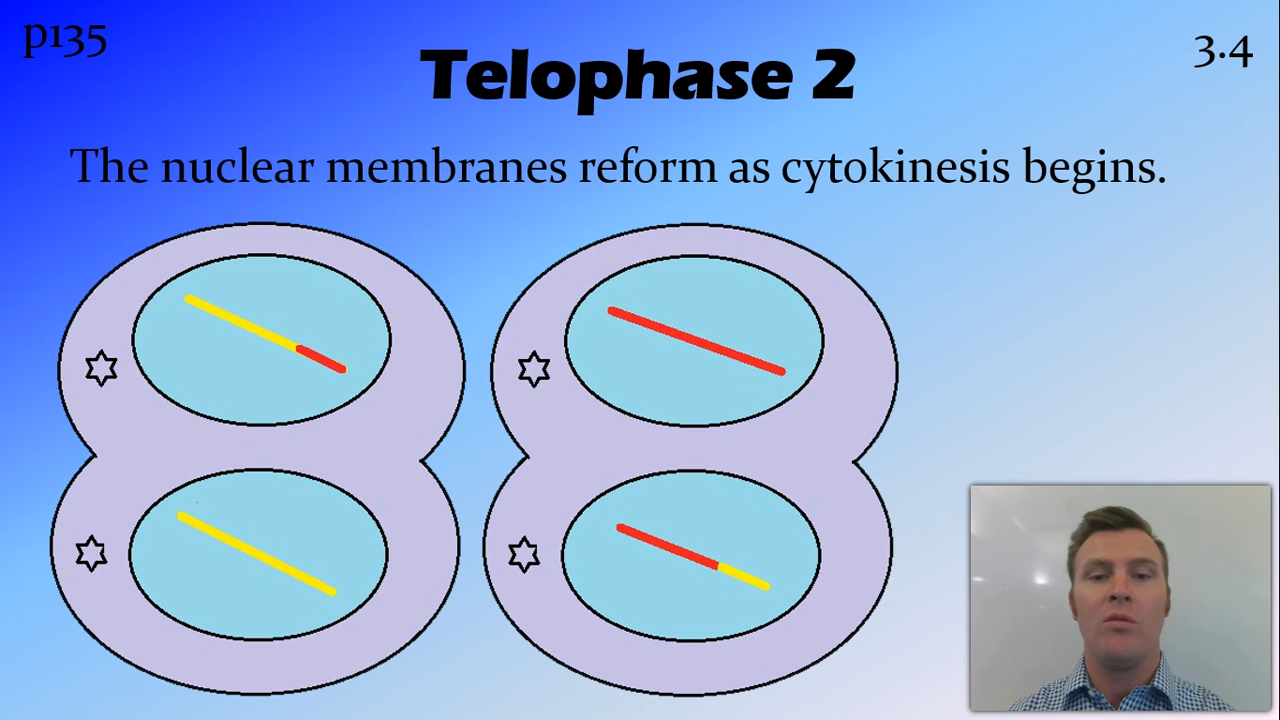 p135
3.4
Telophase 2
The nuclear membranes reform as cytokinesis begins.